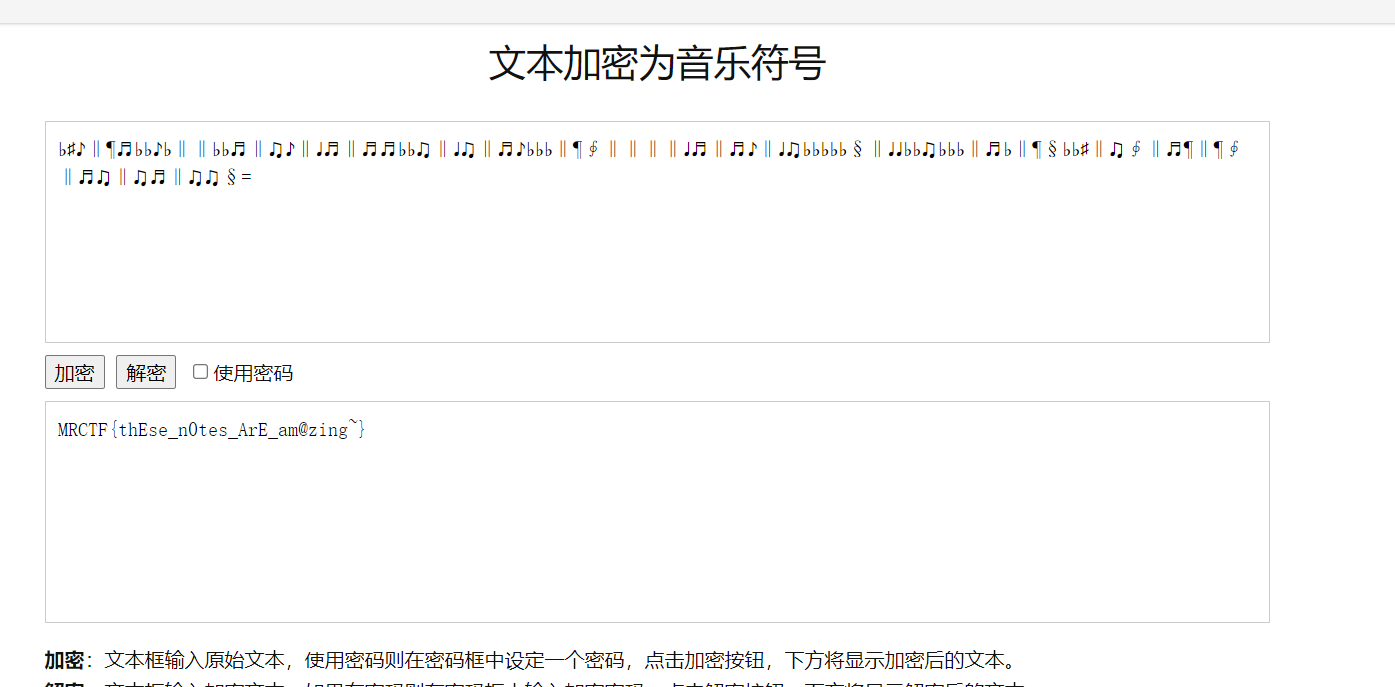 文本加密为音乐符号
♭♯♪‖¶♬♭♭♪♭‖‖♭♭♬‖♫♪‖♩♬‖♬♬♭♭♫‖♩♫‖♬♪♭♭♭‖¶∮‖‖‖‖♩♬‖♬♪‖♩♫♭♭♭♭♭§‖♩♩♭♭♫♭♭♭‖♬♭‖¶§♭♭♯‖♫∮‖♬¶‖¶∮
‖♬♫‖♫♬‖♫♫§=
加密 解密 使用密码
MRCTF{thEse_n0tes_ArE_am@zing~}
加密：文本框输入原始文本，使用密码则在密码框中设定一个密码，点击加密按钮，下方将显示加密后的文本。